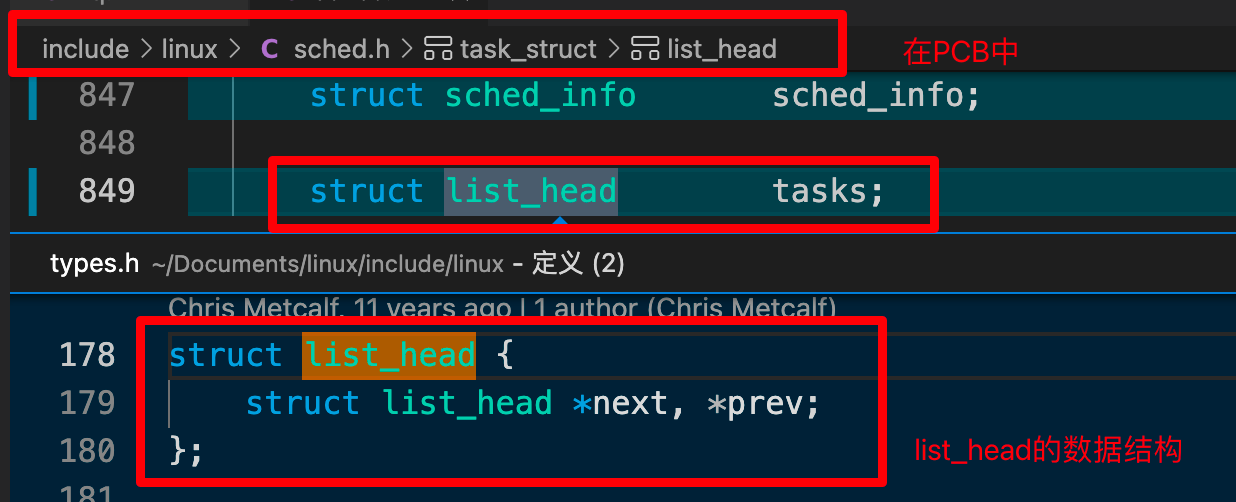 include > linux > C sched.h > task_struct > list_head
在PCB中
847 struct sched_info sched_info;
848
849 struct list_head tasks;
types.h ~/Documents/linux/include/linux - 定义 (2)
Chris Metcalf, 11 years ago | 1 author (Chris Metcalf)
178 struct list_head {
179 struct list_head *next, *prev;
180 };
list_head的数据结构
181